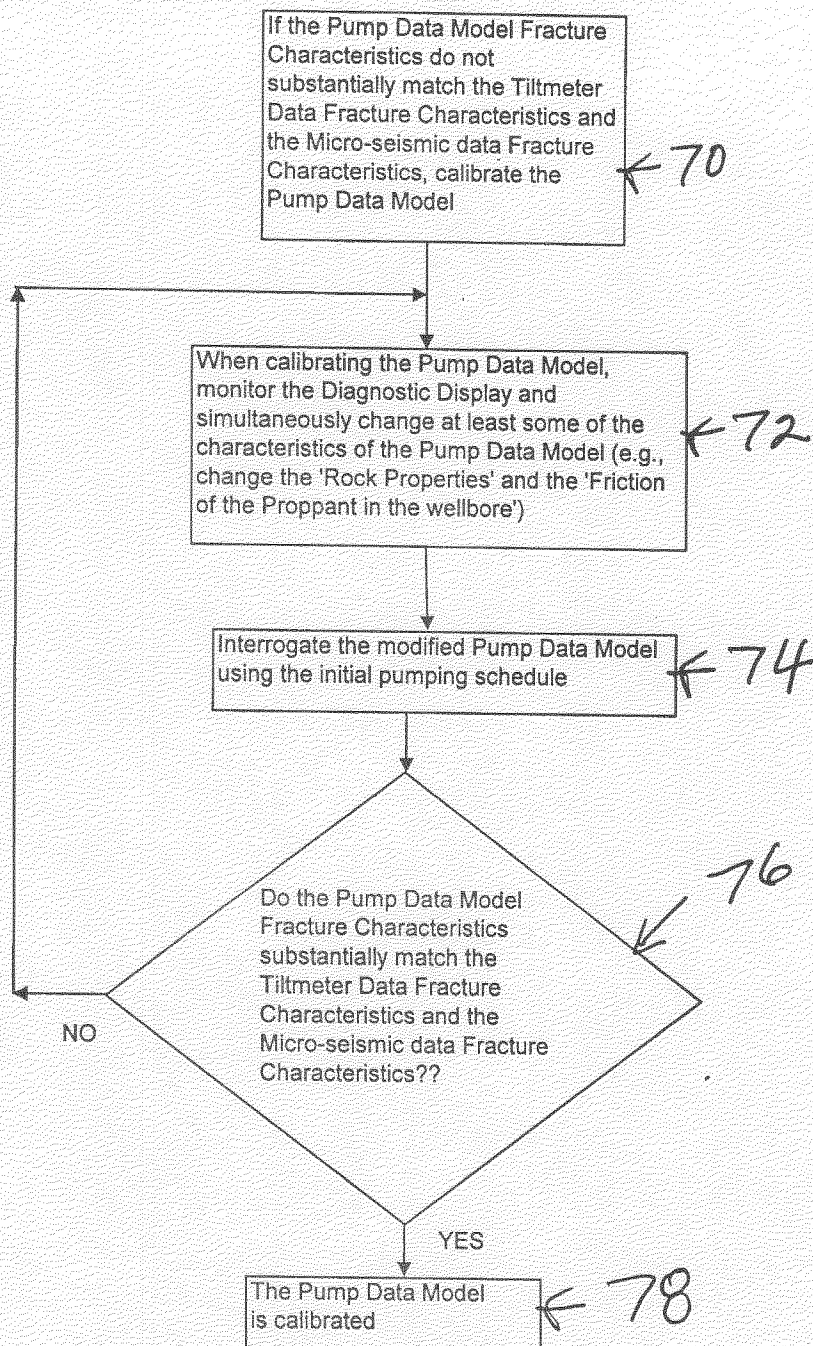 If the Pump Data Model Fracture
Characteristics do not
substantially match the Tiltmeter
Data Fracture Characteristics and
the Micro-seismic data Fracture
Characteristics, calibrate the
Pump Data Model
70
When calibrating the Pump Data Model,
monitor the Diagnostic Display and
simultaneously change at least some of the
characteristics of the Pump Data Model (e.g.,
change the 'Rock Properties' and the 'Friction
of the Proppant in the wellbore')
72
Interrogate the modified Pump Data Model
using the initial pumping schedule
74
Do the Pump Data Model
Fracture Characteristics
substantially match the
Tiltmeter Data Fracture
Characteristics and the
Micro-seismic data Fracture
Characteristics??
76
NO
YES
The Pump Data Model
is calibrated
78